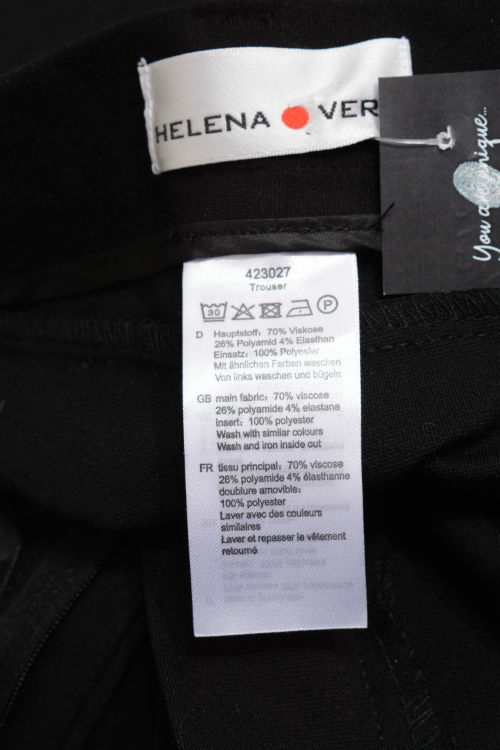 HELENA VER
You are unique...
423027
Trouser
30 P
D Hauptstoff: 70% Viskose
26% Polyamid 4% Elasthan
Einsatz: 100% Polyester
Mit ähnlichen Farben waschen
Von links waschen und bügeln
GB main fabric: 70% viscose
26% polyamide 4% elastane
Insert: 100% polyester
Wash with similar colours
Wash and iron inside out
FR tissu principal: 70% viscose
26% polyamide 4% élasthanne
doublure amovible:
100% polyester
Laver avec des couleurs
similaires
Laver et repasser le vêtement
retourné